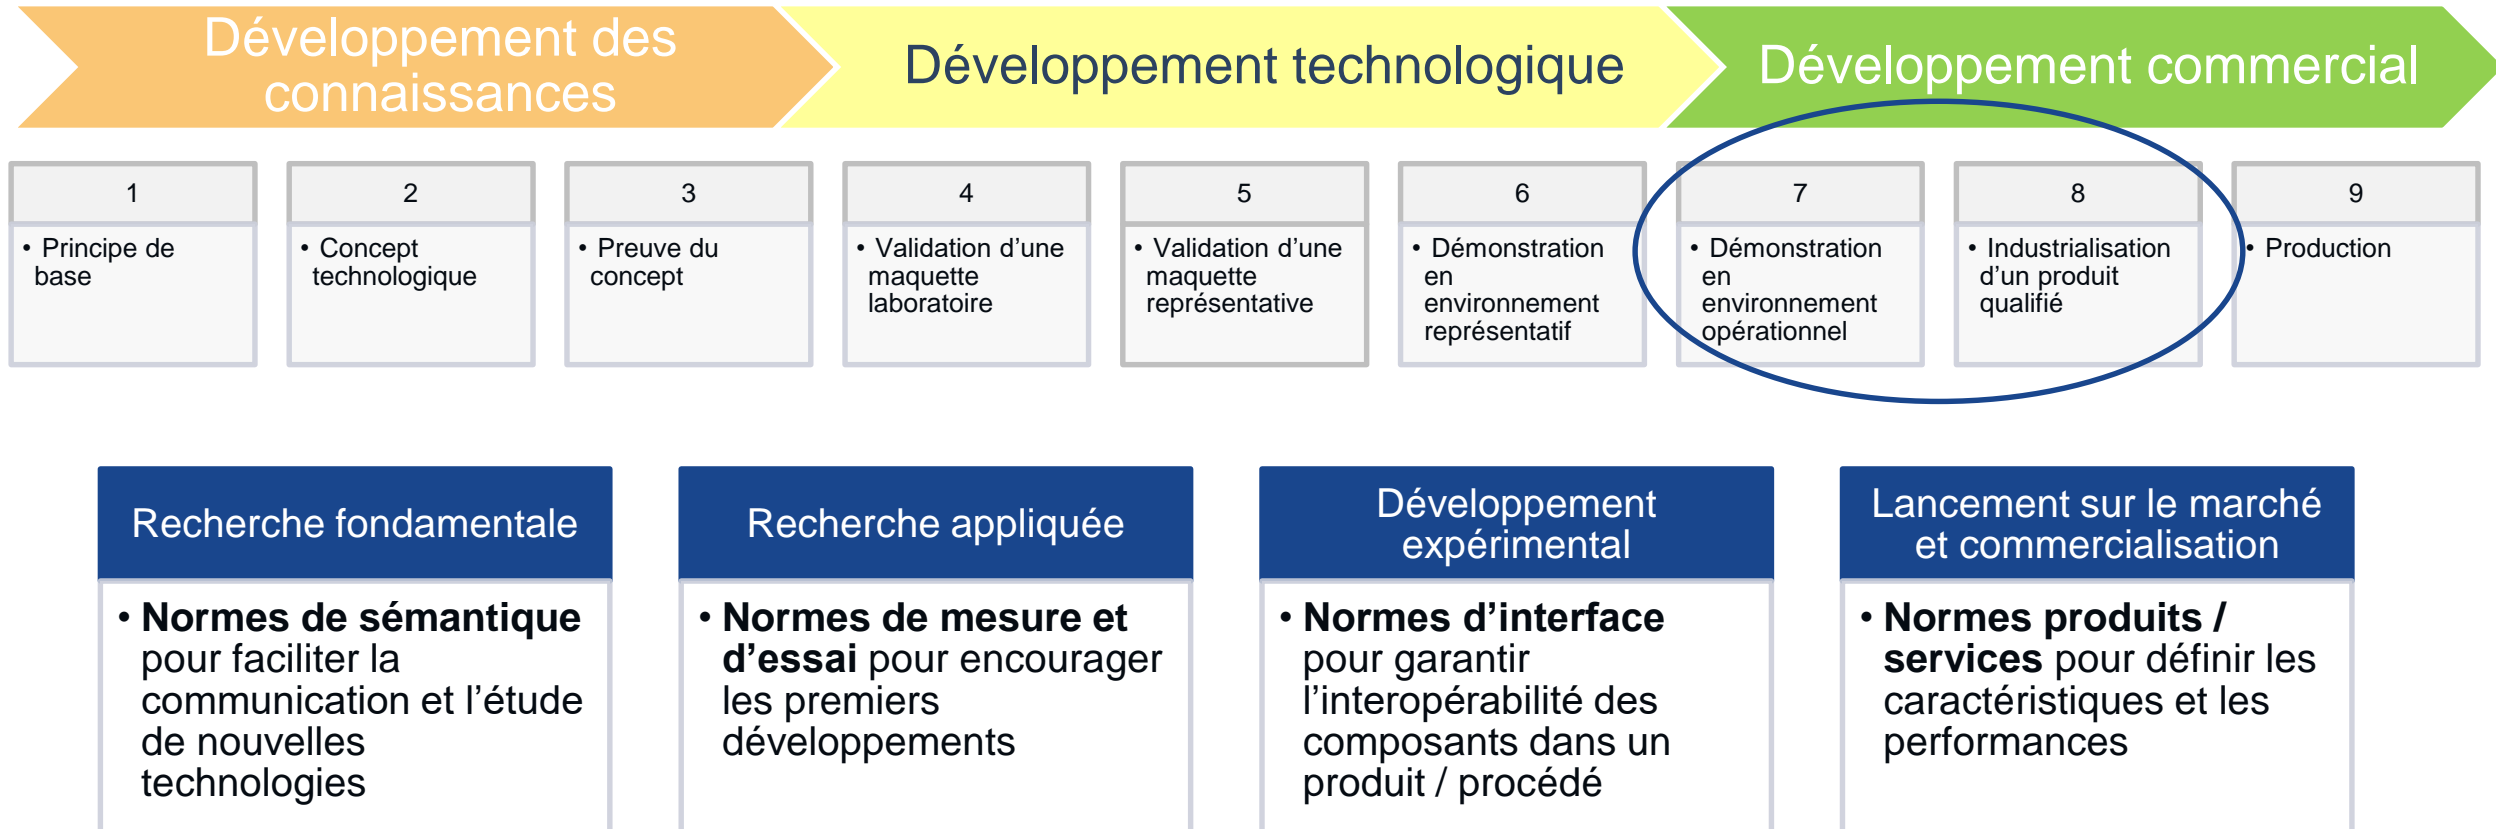 Développement des
connaissances
Développement technologique
Développement commercial
1
• Principe de
base
2
• Concept
technologique
3
• Preuve du
concept
4
• Validation d’une
maquette
laboratoire
5
• Validation d’une
maquette
représentative
6
• Démonstration
en
environnement
représentatif
7
• Démonstration
en
environnement
opérationnel
8
• Industrialisation
d’un produit
qualifié
9
• Production
Recherche fondamentale
• Normes de sémantique
pour faciliter la
communication et l’étude
de nouvelles
technologies
Recherche appliquée
• Normes de mesure et
d’essai pour encourager
les premiers
développements
Développement
expérimental
• Normes d’interface
pour garantir
l’interopérabilité des
composants dans un
produit / procédé
Lancement sur le marché
et commercialisation
• Normes produits /
services pour définir les
caractéristiques et les
performances